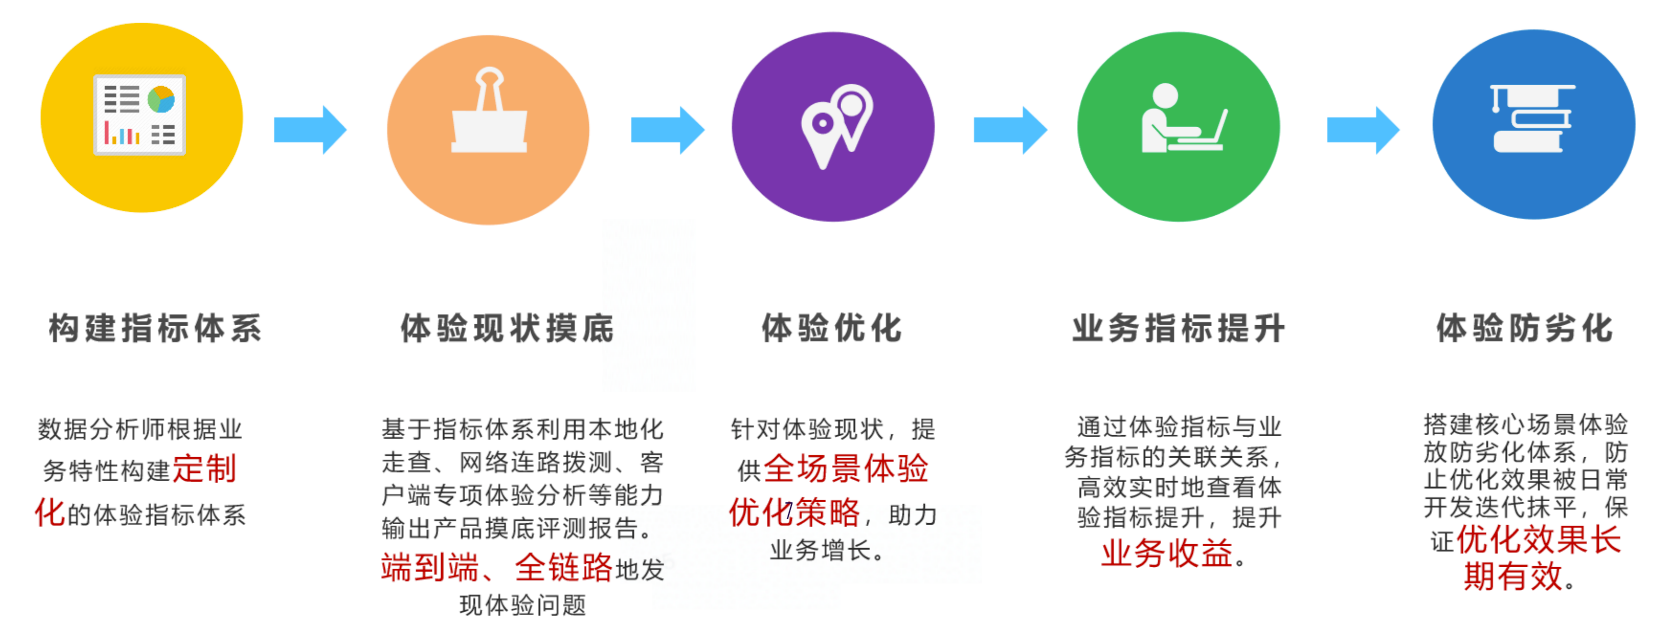 构建指标体系
数据分析师根据业
务特性构建定制
化的体验指标体系
体验现状摸底
基于指标体系利用本地化
走查、网络连路拨测、客
户端专项体验分析等能力
输出产品摸底评测报告。
端到端、全链路地发
现体验问题
体验优化
针对体验现状，提
供全场景体验
优化策略，助力
业务增长。
业务指标提升
通过体验指标与业
务指标的关联关系，
高效实时地查看体
验指标提升，提升
业务收益。
体验防劣化
搭建核心场景体验
放防劣化体系，防
止优化效果被日常
开发迭代抹平，保
证优化效果长
期有效。